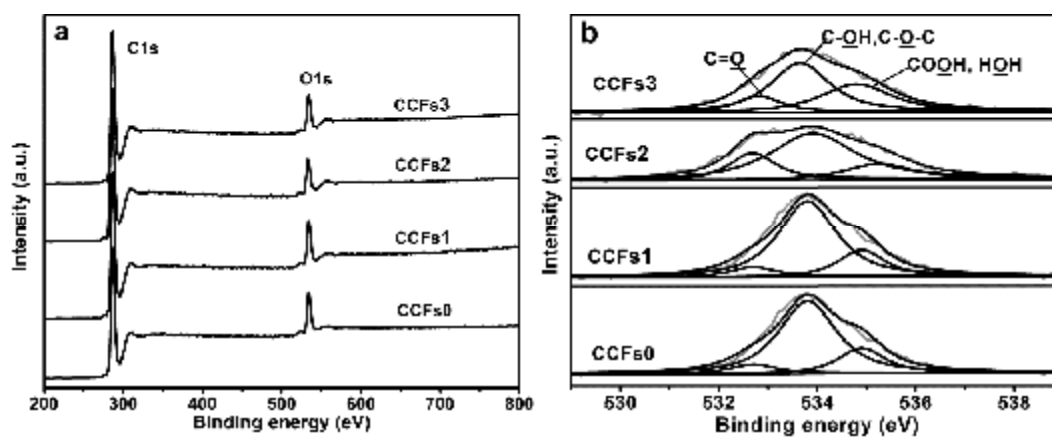 a
C1s
O1s
CCFs3
CCFs2
CCFs1
CCFs0
Intensity (a.u.)
200 300 400 500 600 700 800
Binding energy (eV)
b
C-OH,C-O-C
C=O
COOH, HOH
CCFs3
CCFs2
CCFs1
CCFs0
Intensity (a.u.)
530 532 534 536 538
Binding energy (eV)